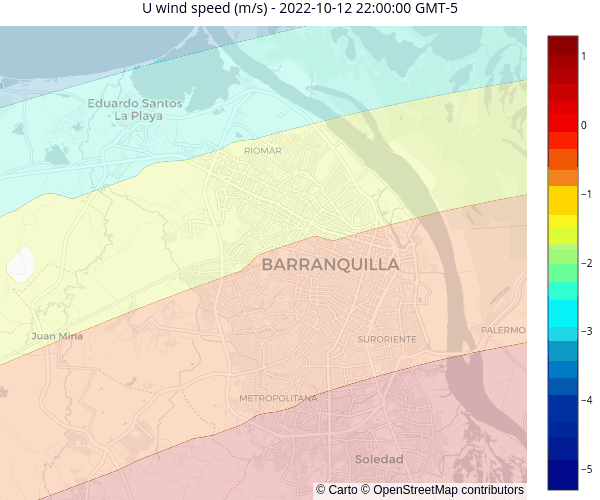 U wind speed (m/s) - 2022-10-12 22:00:00 GMT-5
Eduardo Santos
- La Playa
RIOMAR
BARRANQUILLA
Juan Mina
SURORIENTE
PALERMO
METROPOLITANA
Soledad
© Carto © OpenStreetMap contributors
1
0
−1
−2
−3
−4
−5